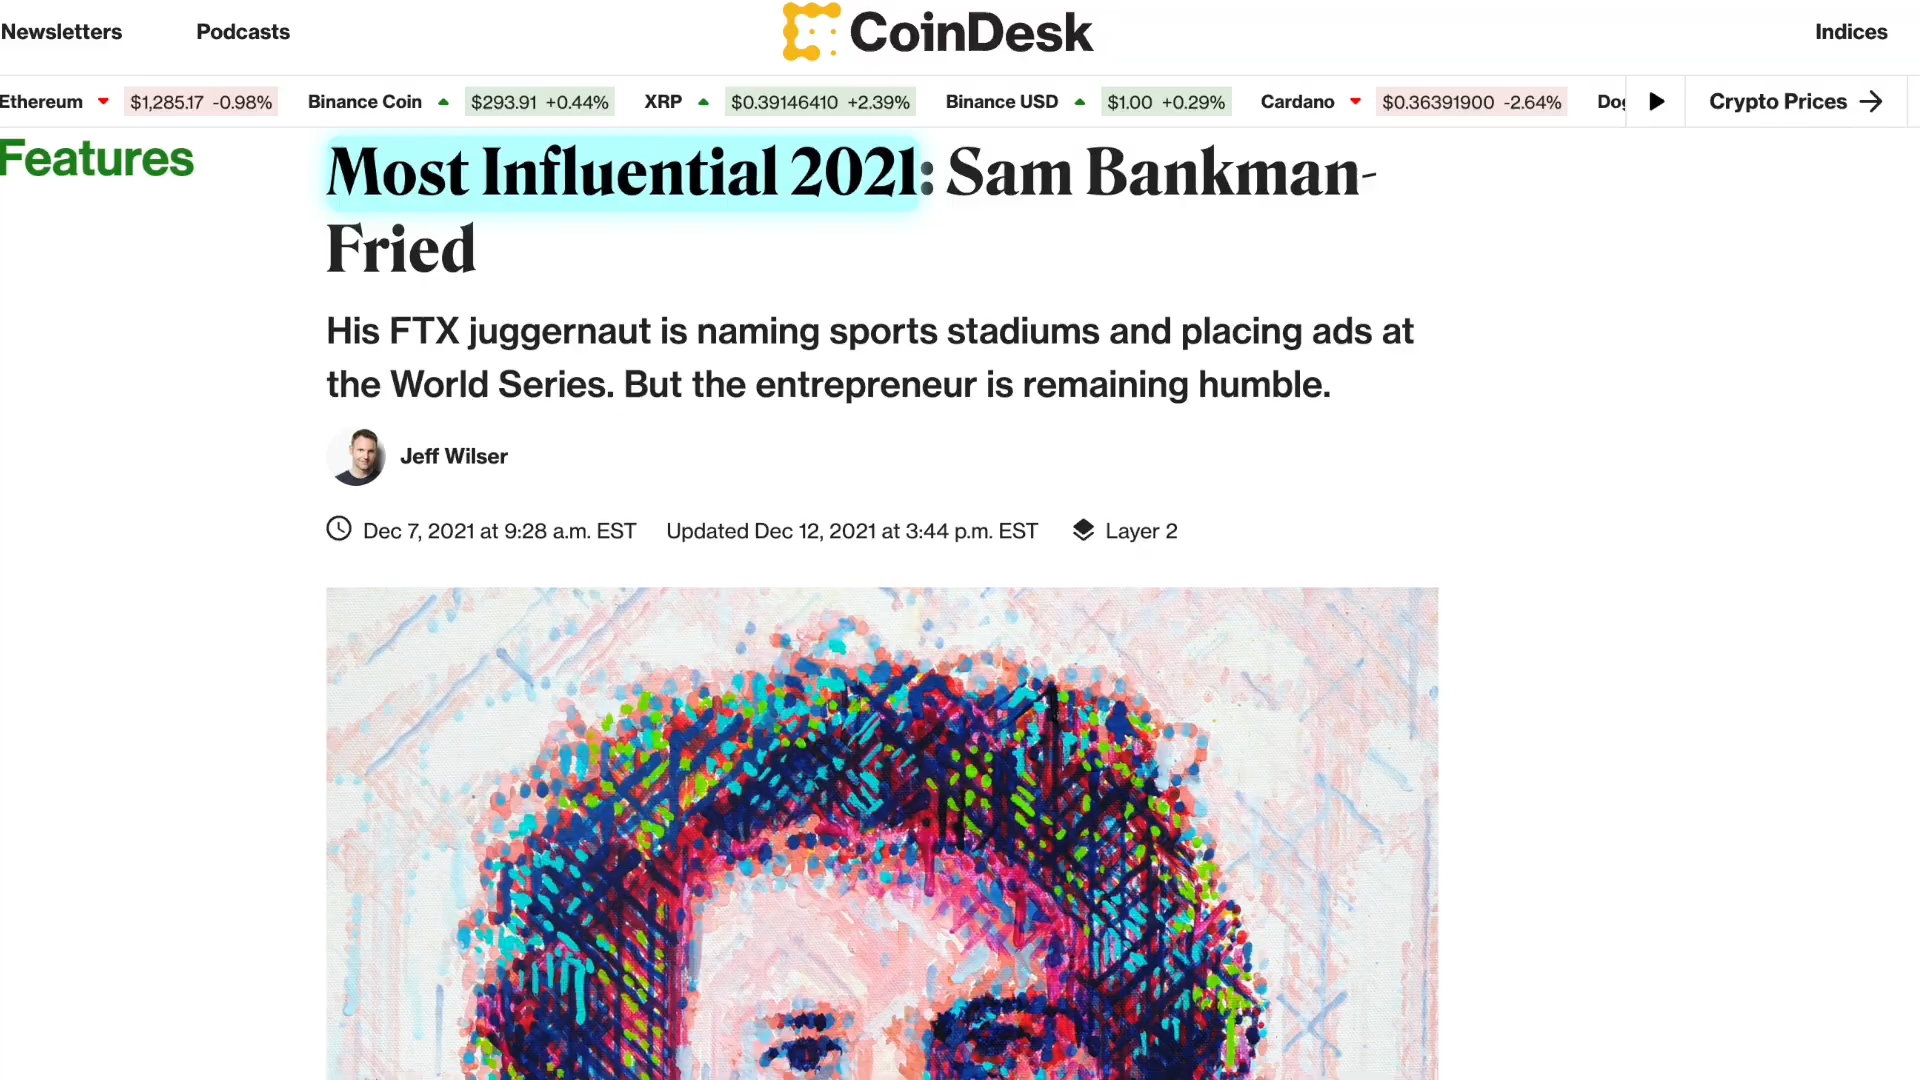 Newsletters Podcasts CoinDesk Indices
Ethereum $1,285.17 -0.98% Binance Coin $293.91 +0.44% XRP $0.39146410 +2.39% Binance USD $1.00 +0.29% Cardano $0.36391900 -2.64% Crypto Prices
Features
Most Influential 2021: Sam Bankman-
Fried
His FTX juggernaut is naming sports stadiums and placing ads at
the World Series. But the entrepreneur is remaining humble.
Jeff Wilser
Dec 7, 2021 at 9:28 a.m. EST Updated Dec 12, 2021 at 3:44 p.m. EST Layer 2